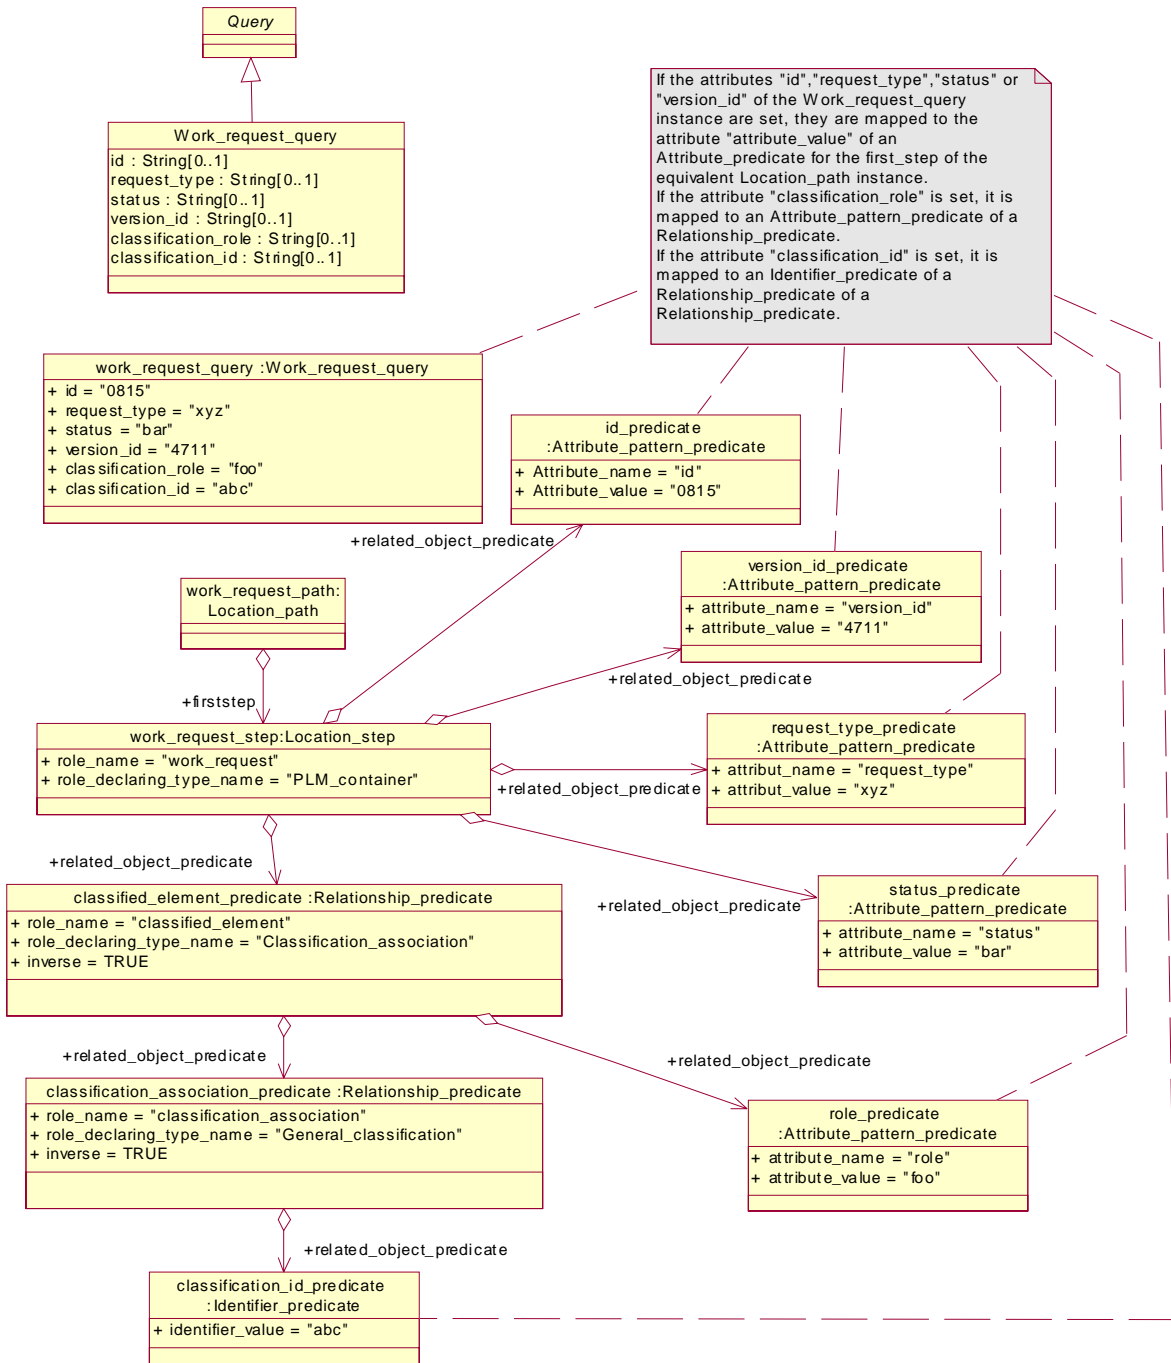 Query
Work_request_query
id : String[0..1]
request_type : String[0..1]
status : String[0..1]
version_id : String[0..1]
classification_role : String[0..1]
classification_id : String[0..1]
If the attributes "id","request_type","status" or
"version_id" of the Work_request_query
instance are set, they are mapped to the
attribute "attribute_value" of an
Attribute_predicate for the first_step of the
equivalent Location_path instance.
If the attribute "classification_role" is set, it is
mapped to an Attribute_pattern_predicate of a
Relationship_predicate.
If the attribute "classification_id" is set, it is
mapped to an Identifier_predicate of a
Relationship_predicate of a
Relationship_predicate.
work_request_query :Work_request_query
+ id = "0815"
+ request_type = "xyz"
+ status = "bar"
+ version_id = "4711"
+ classification_role = "foo"
+ classification_id = "abc"
id_predicate
:Attribute_pattern_predicate
+ Attribute_name = "id"
+ Attribute_value = "0815"
+related_object_predicate
version_id_predicate
:Attribute_pattern_predicate
+ attribute_name = "version_id"
+ attribute_value = "4711"
+related_object_predicate
work_request_path:
Location_path
+firststep
work_request_step:Location_step
+ role_name = "work_request"
+ role_declaring_type_name = "PLM_container"
request_type_predicate
:Attribute_pattern_predicate
+ attribut_name = "request_type"
+ attribut_value = "xyz"
+related_object_predicate
+related_object_predicate
status_predicate
:Attribute_pattern_predicate
+ attribute_name = "status"
+ attribute_value = "bar"
+related_object_predicate
classified_element_predicate :Relationship_predicate
+ role_name = "classified_element"
+ role_declaring_type_name = "Classification_association"
+ inverse = TRUE
+related_object_predicate
+related_object_predicate
classification_association_predicate :Relationship_predicate
+ role_name = "classification_association"
+ role_declaring_type_name = "General_classification"
+ inverse = TRUE
role_predicate
:Attribute_pattern_predicate
+ attribute_name = "role"
+ attribute_value = "foo"
+related_object_predicate
classification_id_predicate
:Identifier_predicate
+ identifier_value = "abc"